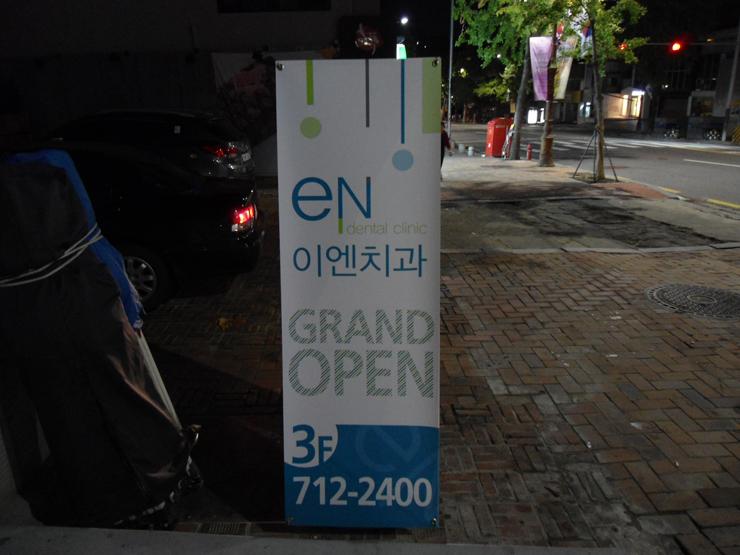 eN
dental clinic
이엔치과
GRAND
OPEN
3F
712-2400